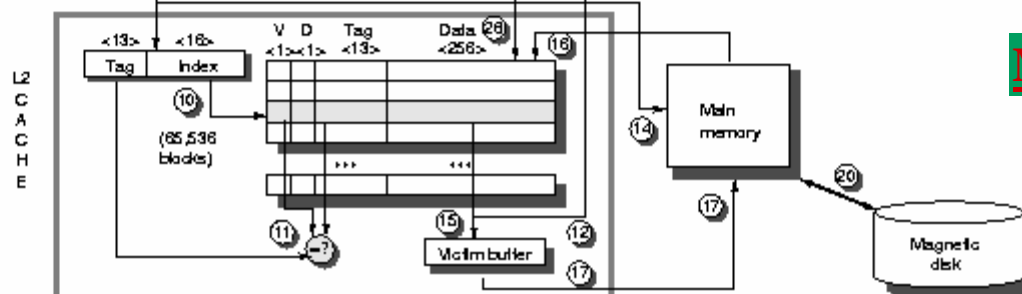 V D Tag Data 26
<1> <1> <13> <256>
16
<13> <16>
Tag Index
L2
CACHE
10
(65,536
blocks)
14
Main
memory
20
17
11
=?
15
12
Victim buffer
17
Magnetic
disk